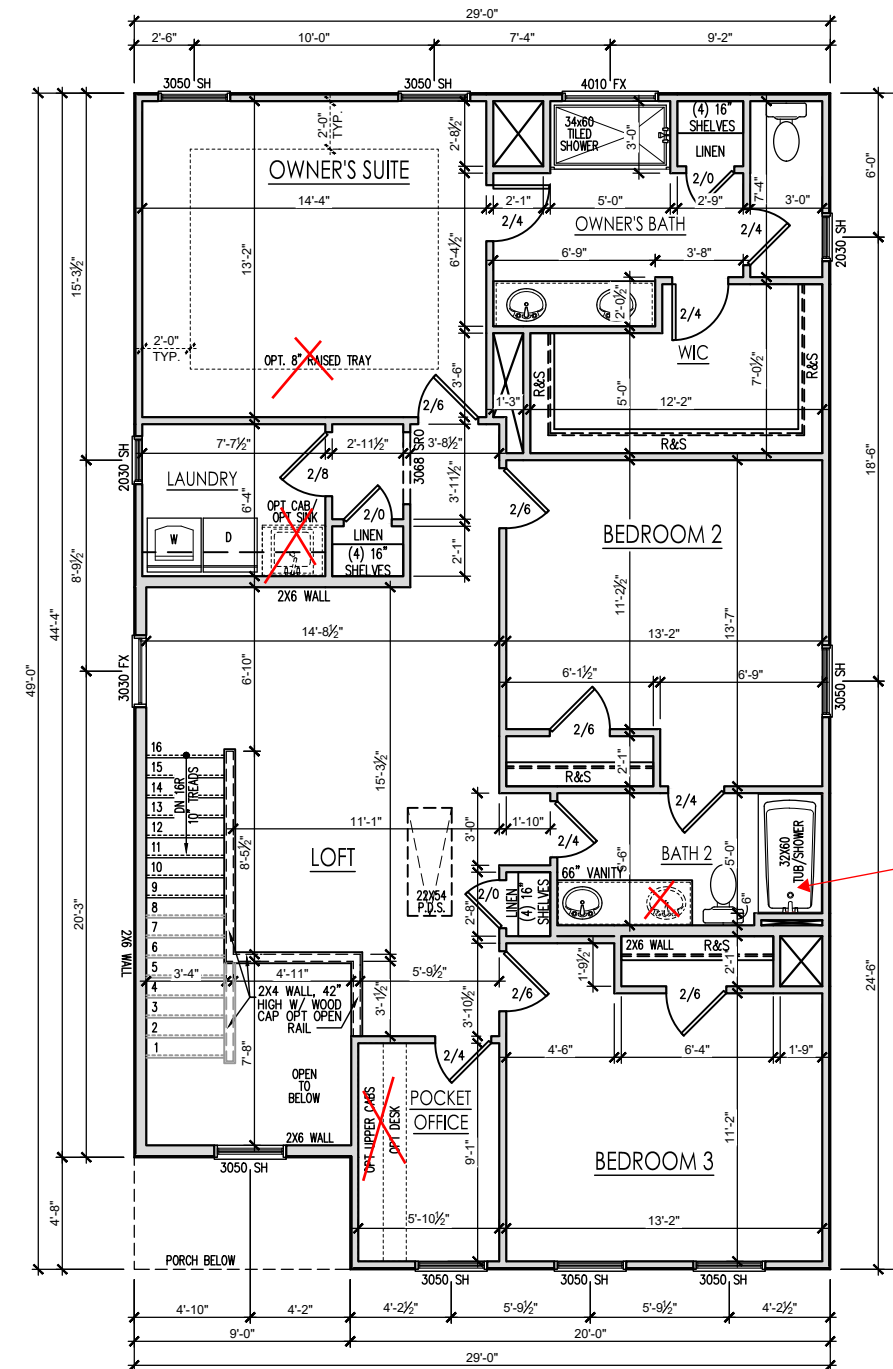 29'-0"
2'-6" 10'-0" 7'-4" 9'-2"
3050 SH 3050 SH 4010 FX
2'-0"
TYP.
2'-8½"
34x60
TILED
SHOWER
3'-0"
(4) 16"
SHELVES
LINEN
2/0
7'-4"
6'-0"
OWNER'S SUITE
14'-4"
13'-2"
6'-4½"
2'-1" 5'-0" 2'-9" 3'-0"
2/4
OWNER'S BATH
2/4
2030 SH
6'-9" 3'-8"
15'-3½"
2'-0"
TYP.
OPT. 8" RAISED TRAY
2'-0½"
2/4
WIC
3'-6"
2/6
1'-3"
R&S
5'-0"
12'-2"
7'-0½"
R&S
R&S
2030 SH
7'-7½" 2'-11½" 3'-8½"
3068 SRO
LAUNDRY
2/8
6'-4"
3'-11½"
OPT CAB/
OPT SINK
2/0
W D
LINEN
(4) 16"
SHELVES
2'-1"
2/6
BEDROOM 2
18'-6"
8'-9½"
44'-4"
49'-0"
2X6 WALL
11'-2½"
13'-7"
14'-8½"
13'-2"
3030 FX
6'-10"
6'-1½" 6'-9"
3050 SH
2/6
2'-1"
R&S
15'-3½"
16
15
14
13
12
11
10
9
8
7
6
5
4
3
2
1
DN 16R
10" TREADS
11'-1"
8'-5½"
LOFT
22X54
P.D.S.
3'-0"
1'-10"
2/4
2/4
5'-6"
BATH 2
5'-0"
32X60
TUB/SHOWER
66" VANITY
6"
2/0
LINEN
(4) 16"
SHELVES
2'-8"
20'-3"
2X6 WALL
24'-6"
2X6 WALL
R&S
1'-9½"
2'-1"
3'-4" 4'-11" 5'-9½"
2X4 WALL, 42"
HIGH W/ WOOD
CAP OPT OPEN
RAIL
3'-1½"
3'-10½"
2/6
2/6
7'-8"
2/4
4'-6" 6'-4" 1'-9"
OPEN
TO
BELOW
POCKET
OFFICE
OPT UPPER CABS
OPT DESK
9'-1"
11'-2"
BEDROOM 3
2X6 WALL
3050 SH
4'-8"
5'-10½"
13'-2"
PORCH BELOW
3050 SH 3050 SH 3050 SH
4'-10" 4'-2" 4'-2½" 5'-9½" 5'-9½" 4'-2½"
9'-0" 20'-0"
29'-0"